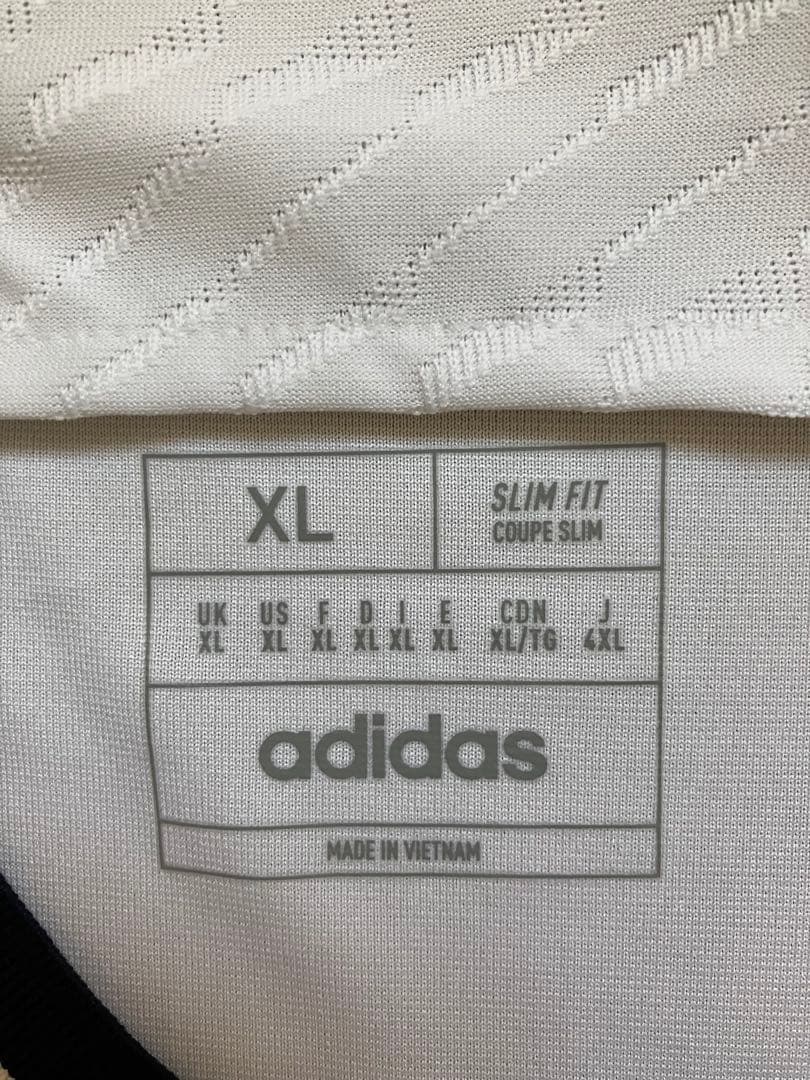 XL
SLIM FIT
COUPE SLIM
UK US F D I E CDN J
XL XL XL XL XL XL XL/TG 4XL
adidas
MADE IN VIETNAM